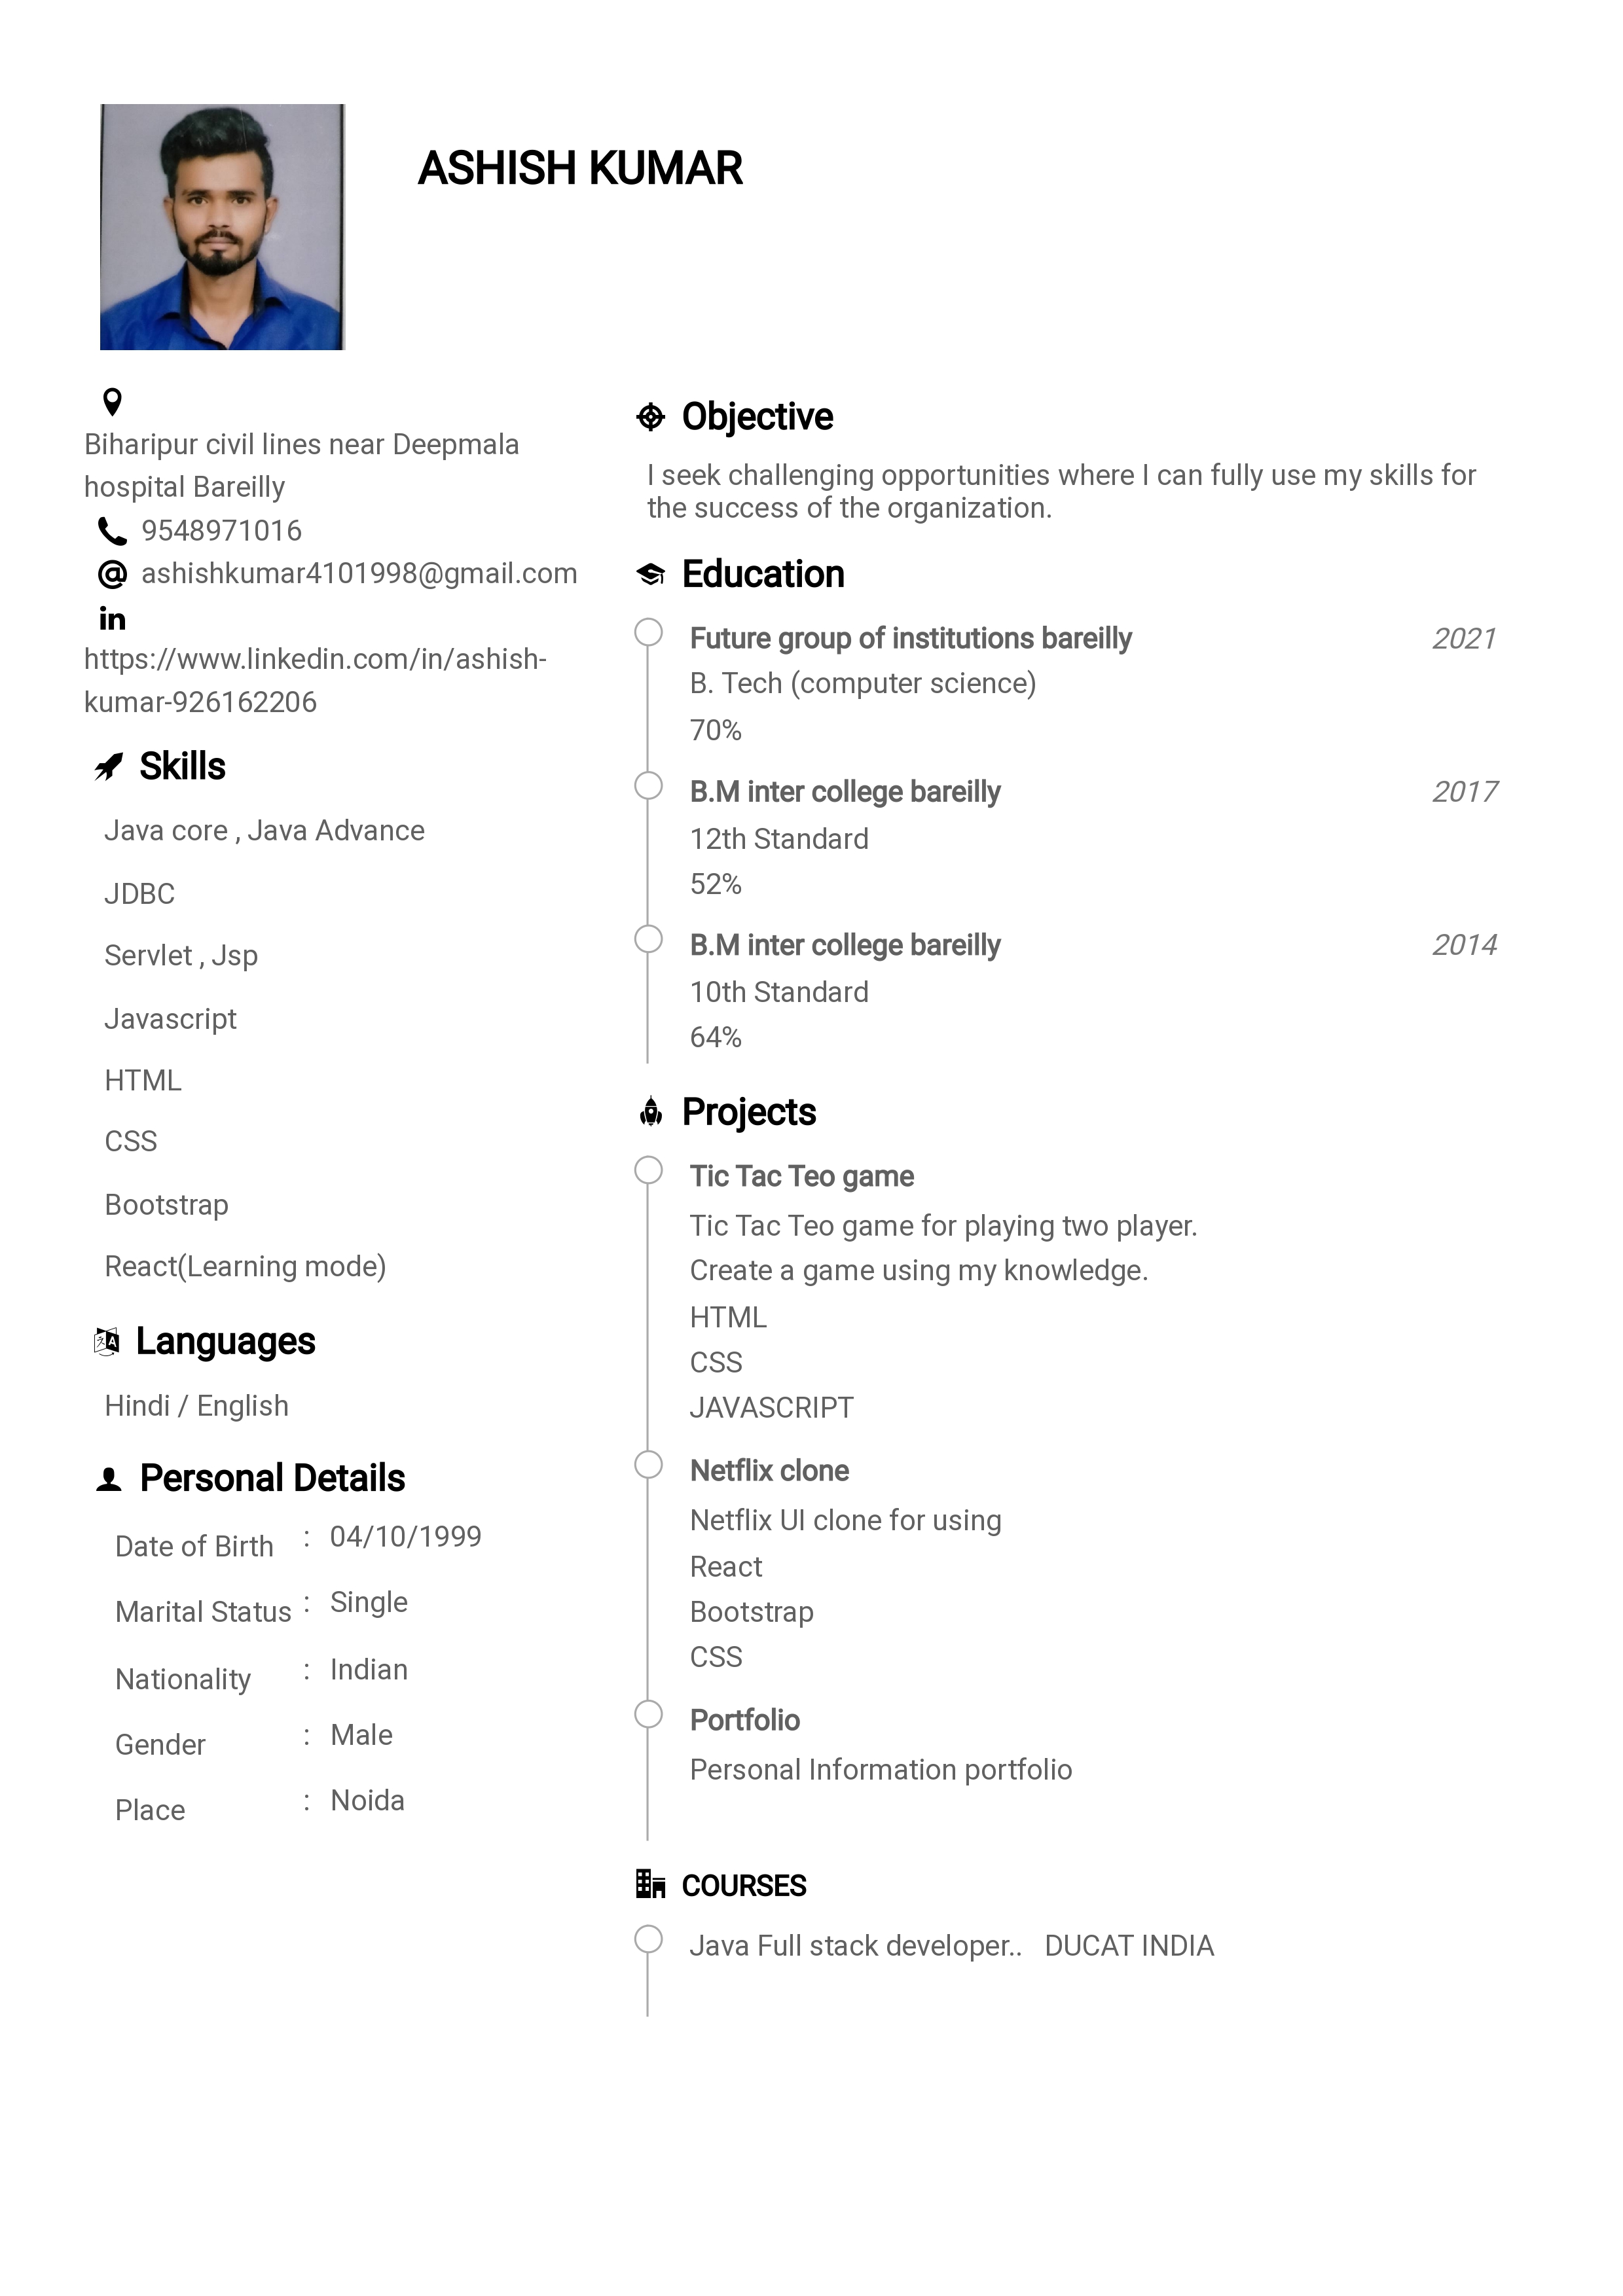 ASHISH KUMAR
Biharipur civil lines near Deepmala
hospital Bareilly
9548971016
ashishkumar4101998@gmail.com
https://www.linkedin.com/in/ashish-
kumar-926162206
Skills
Java core , Java Advance
JDBC
Servlet , Jsp
Javascript
HTML
CSS
Bootstrap
React(Learning mode)
Languages
Hindi / English
Personal Details
Date of Birth : 04/10/1999
Marital Status : Single
Nationality : Indian
Gender : Male
Place : Noida
Objective
I seek challenging opportunities where I can fully use my skills for
the success of the organization.
Education
Future group of institutions bareilly 2021
B. Tech (computer science)
70%
B.M inter college bareilly 2017
12th Standard
52%
B.M inter college bareilly 2014
10th Standard
64%
Projects
Tic Tac Teo game
Tic Tac Teo game for playing two player.
Create a game using my knowledge.
HTML
CSS
JAVASCRIPT
Netflix clone
Netflix UI clone for using
React
Bootstrap
CSS
Portfolio
Personal Information portfolio
COURSES
Java Full stack developer.. DUCAT INDIA